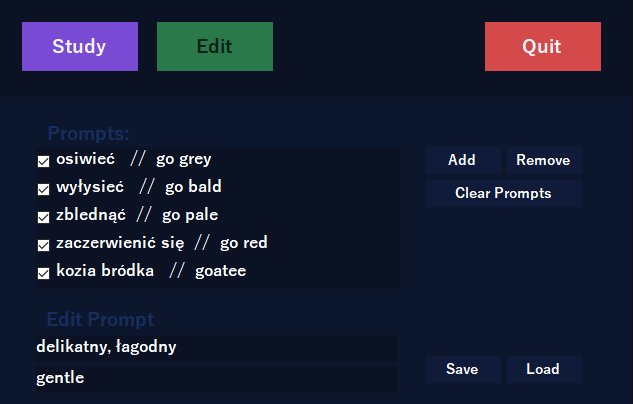 Study Edit Quit
Prompts:
osiwieć // go grey
wyłysieć // go bald
zblednąć // go pale
zaczerwienić się // go red
kozia bródka // goatee
Add Remove
Clear Prompts
Edit Prompt
delikatny, łagodny
gentle
Save Load